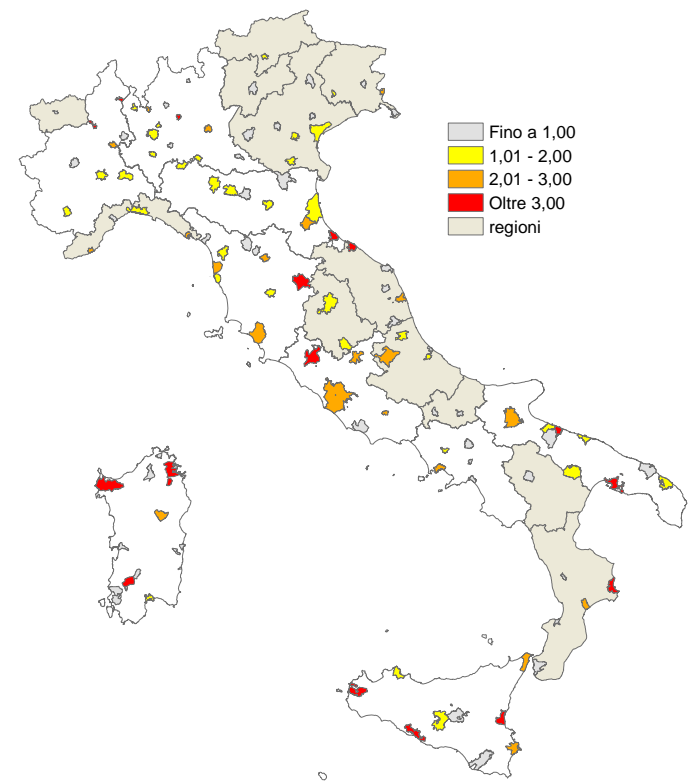 Fino a 1,00
1,01 - 2,00
2,01 - 3,00
Oltre 3,00
regioni